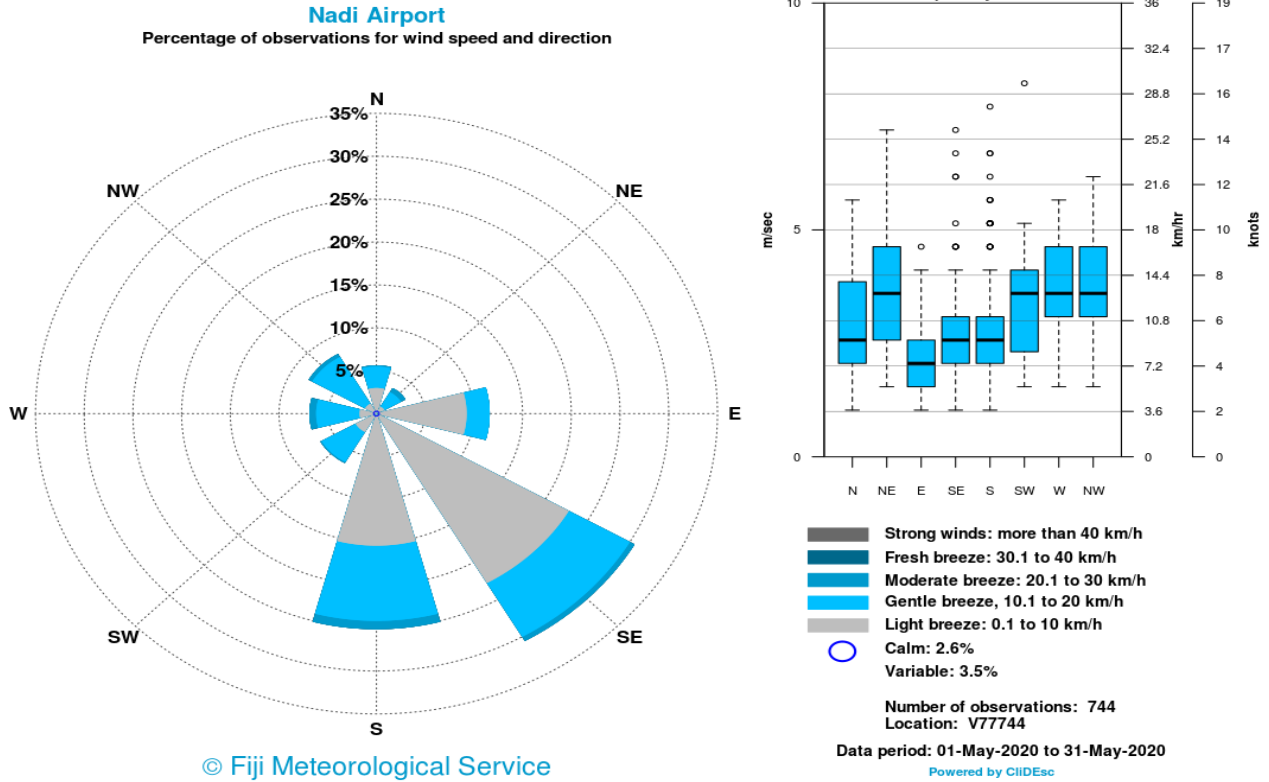 Nadi Airport
Percentage of observations for wind speed and direction
N
35%
30%
25%
20%
15%
10%
5%
NW
NE
W
E
SW
SE
S
© Fiji Meteorological Service
10
5
0
m/sec
36
32.4
28.8
25.2
21.6
18
14.4
10.8
7.2
3.6
0
km/hr
19
17
16
14
12
10
8
6
4
2
0
knots
N NE E SE S SW W NW
Strong winds: more than 40 km/h
Fresh breeze: 30.1 to 40 km/h
Moderate breeze: 20.1 to 30 km/h
Gentle breeze, 10.1 to 20 km/h
Light breeze: 0.1 to 10 km/h
Calm: 2.6%
Variable: 3.5%
Number of observations: 744
Location: V77744
Data period: 01-May-2020 to 31-May-2020
Powered by CliDEsc